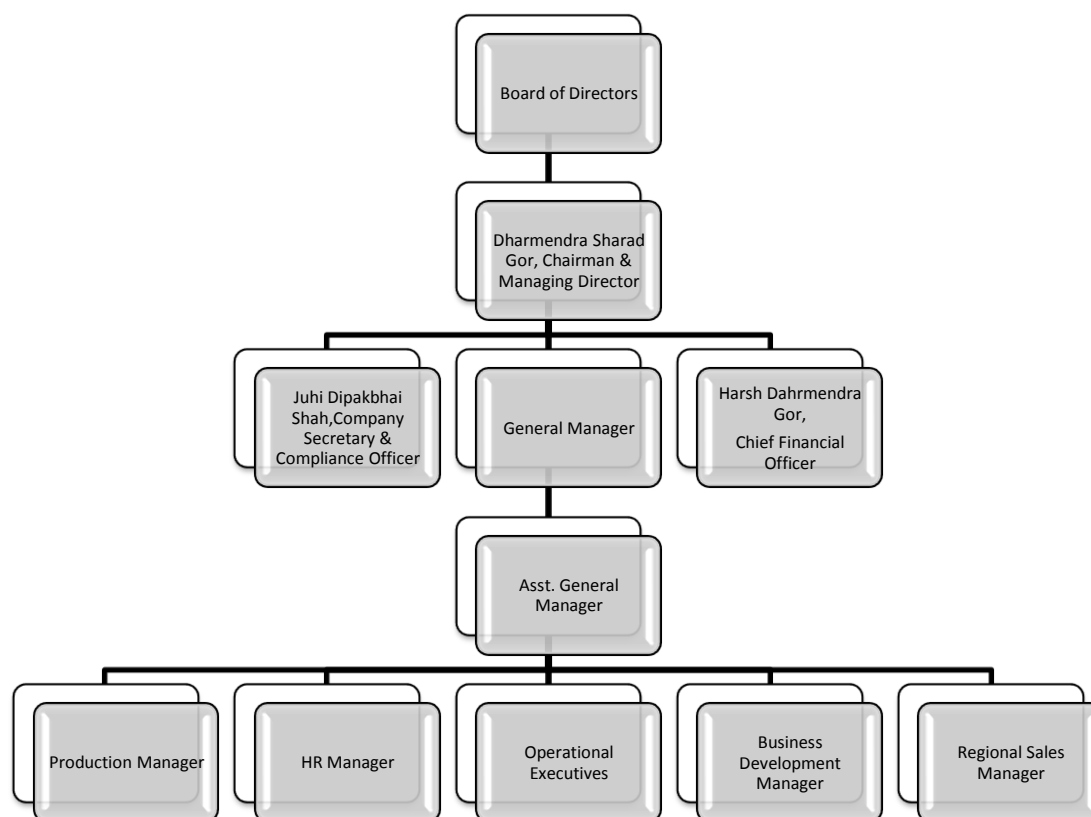 Board of Directors
Dharmendra Sharad
Gor, Chairman &
Managing Director
Juhi Dipakbhai
Shah,Company
Secretary &
Compliance Officer
General Manager
Harsh Dahrmendra
Gor,
Chief Financial
Officer
Asst. General
Manager
Production Manager
HR Manager
Operational
Executives
Business
Development
Manager
Regional Sales
Manager